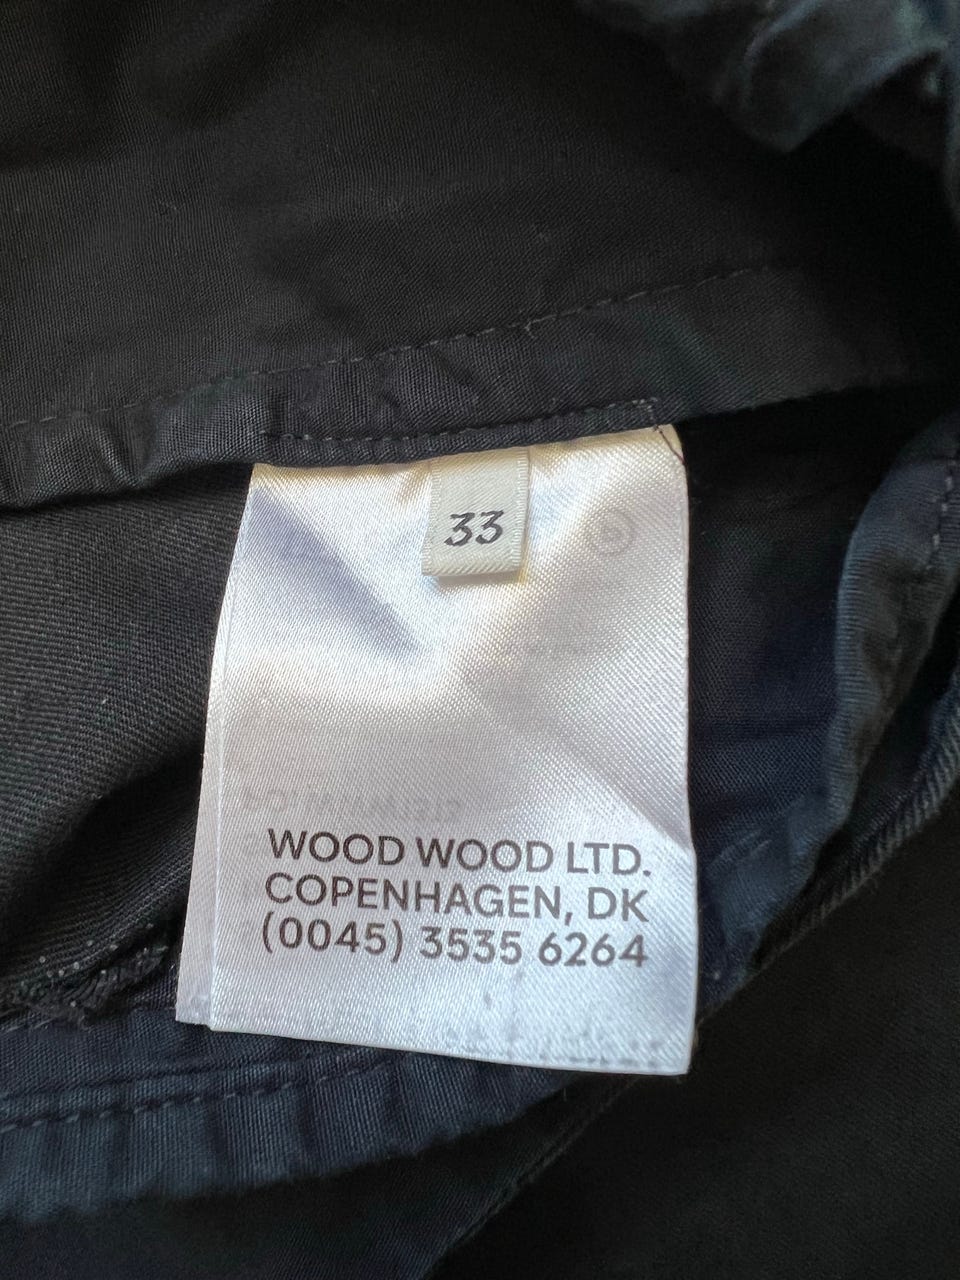 33
WOOD WOOD LTD.
COPENHAGEN, DK
(0045) 3535 6264